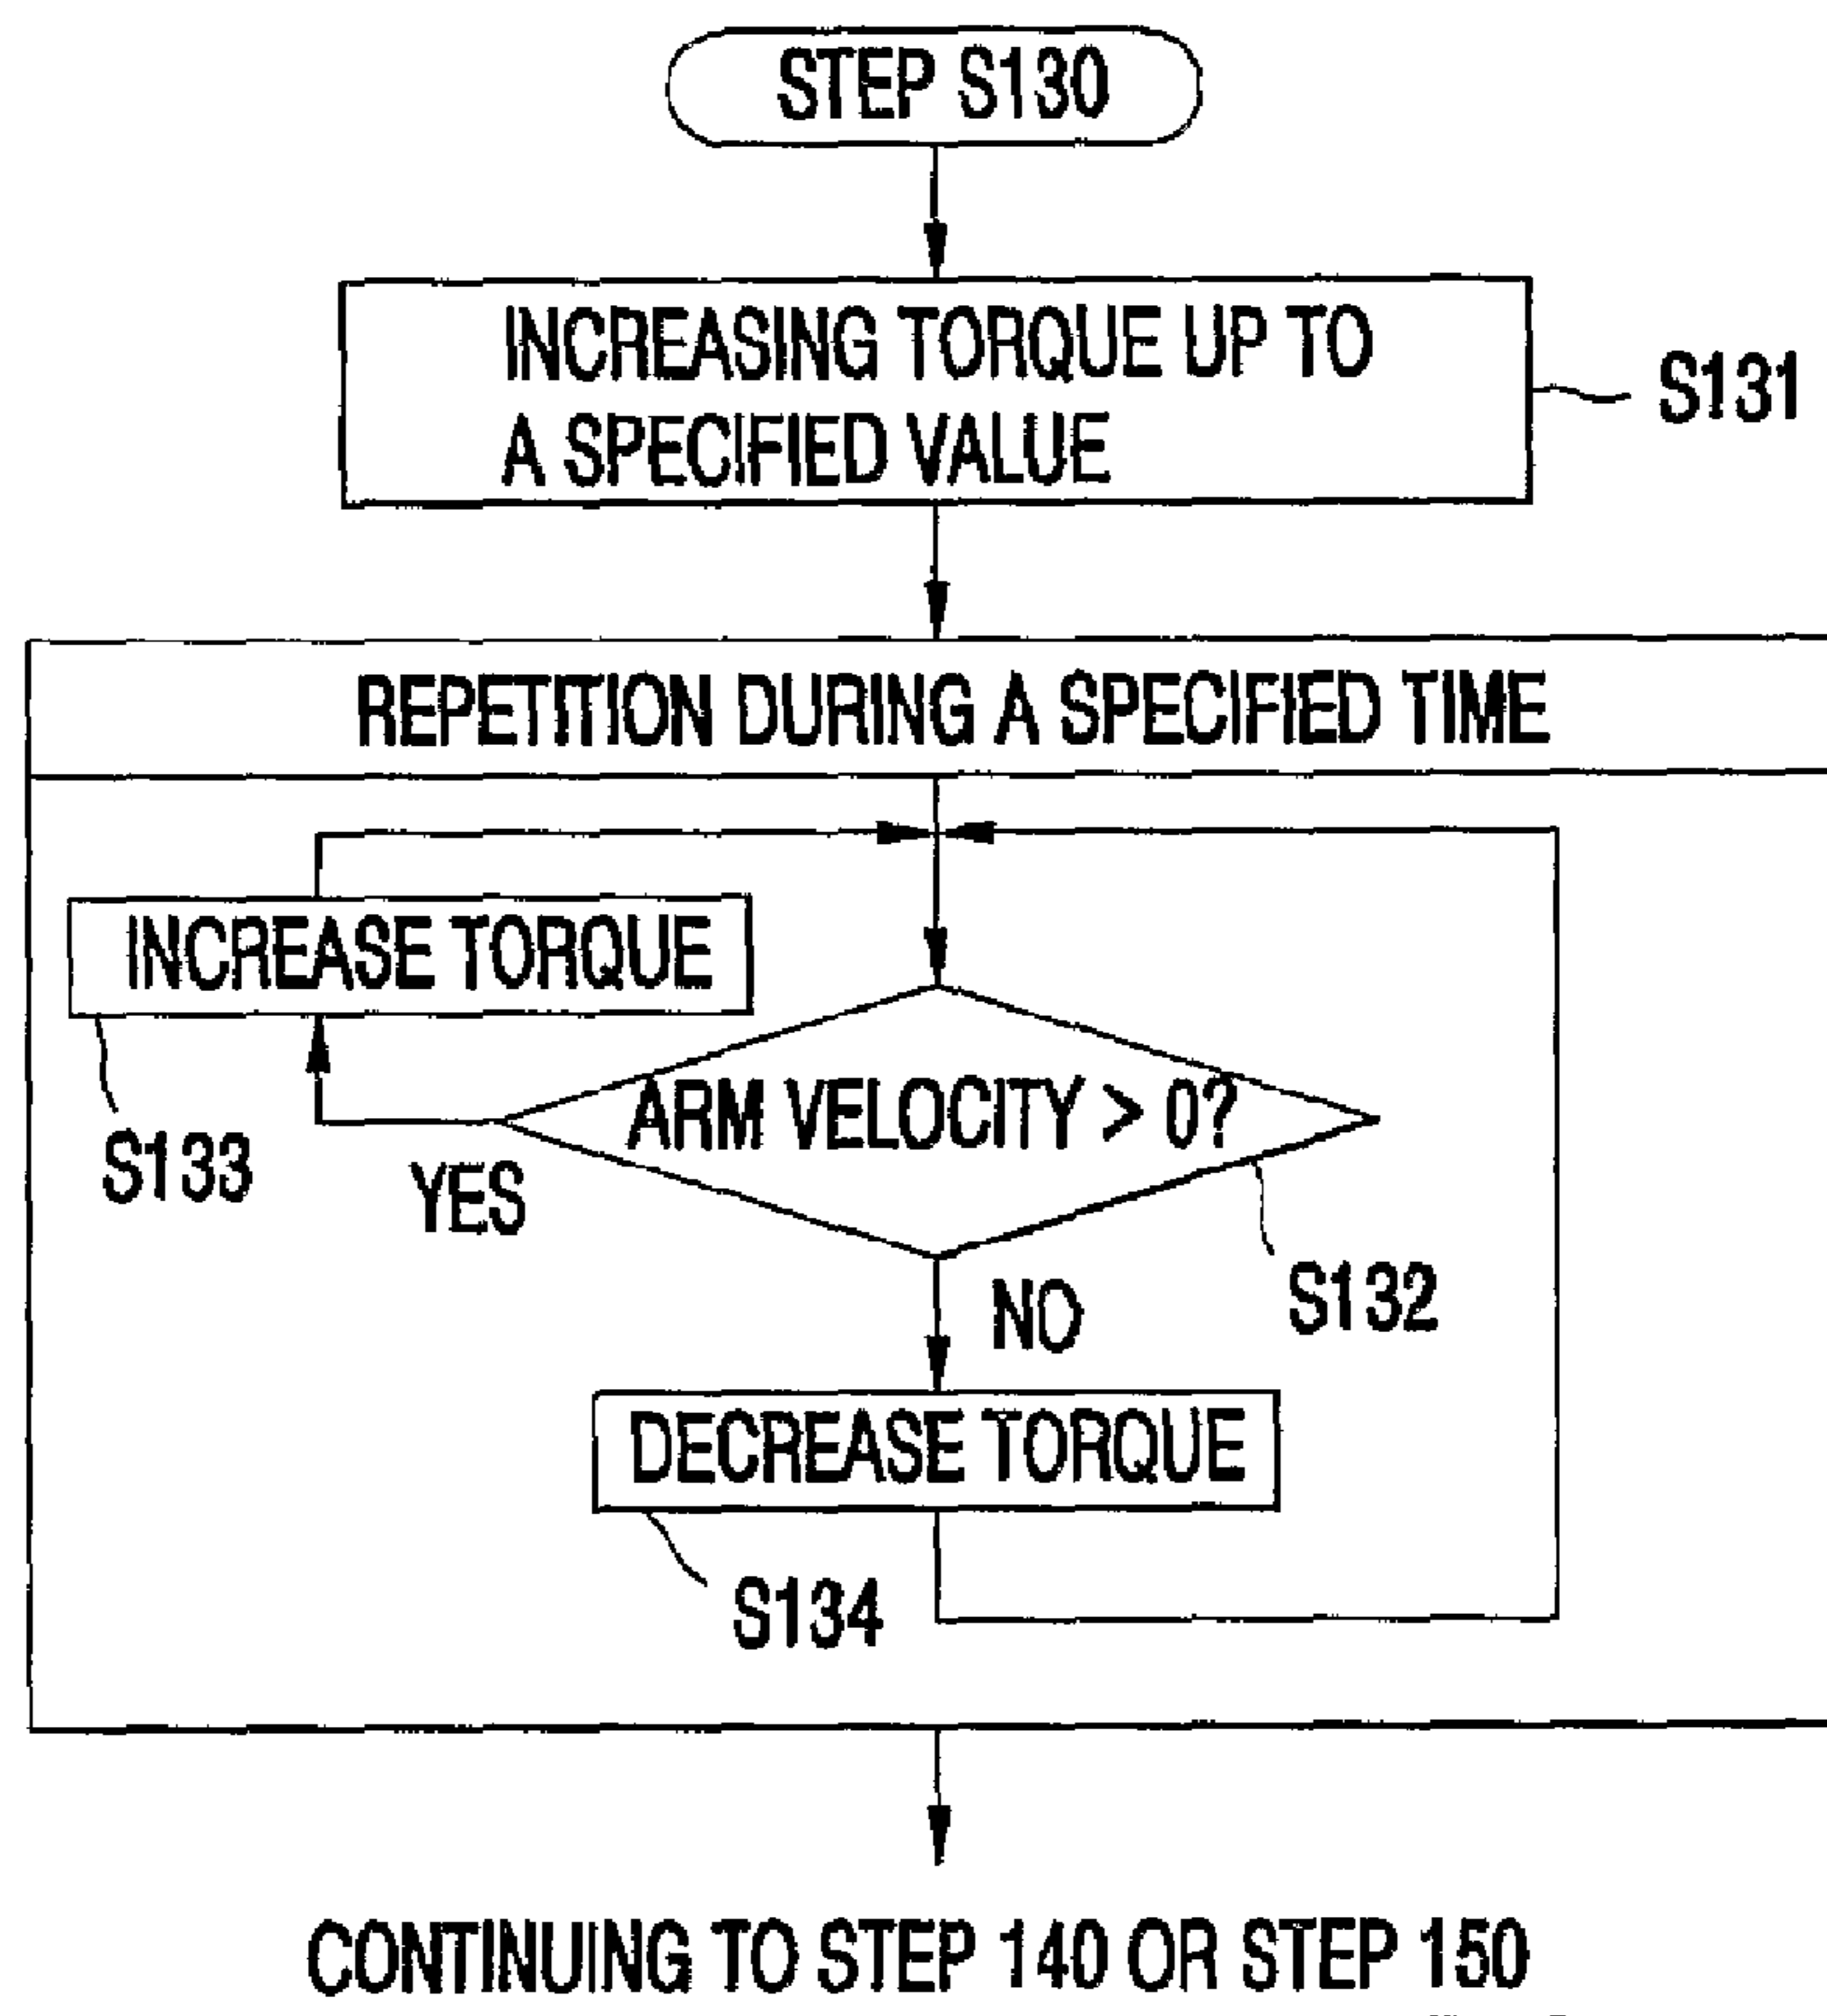 STEP S130
INCREASING TORQUE UP TO
A SPECIFIED VALUE
S131
REPETITION DURING A SPECIFIED TIME
INCREASE TORQUE
ARM VELOCITY > 0?
S133
YES
S132
NO
DECREASE TORQUE
S134
CONTINUING TO STEP 140 OR STEP 150